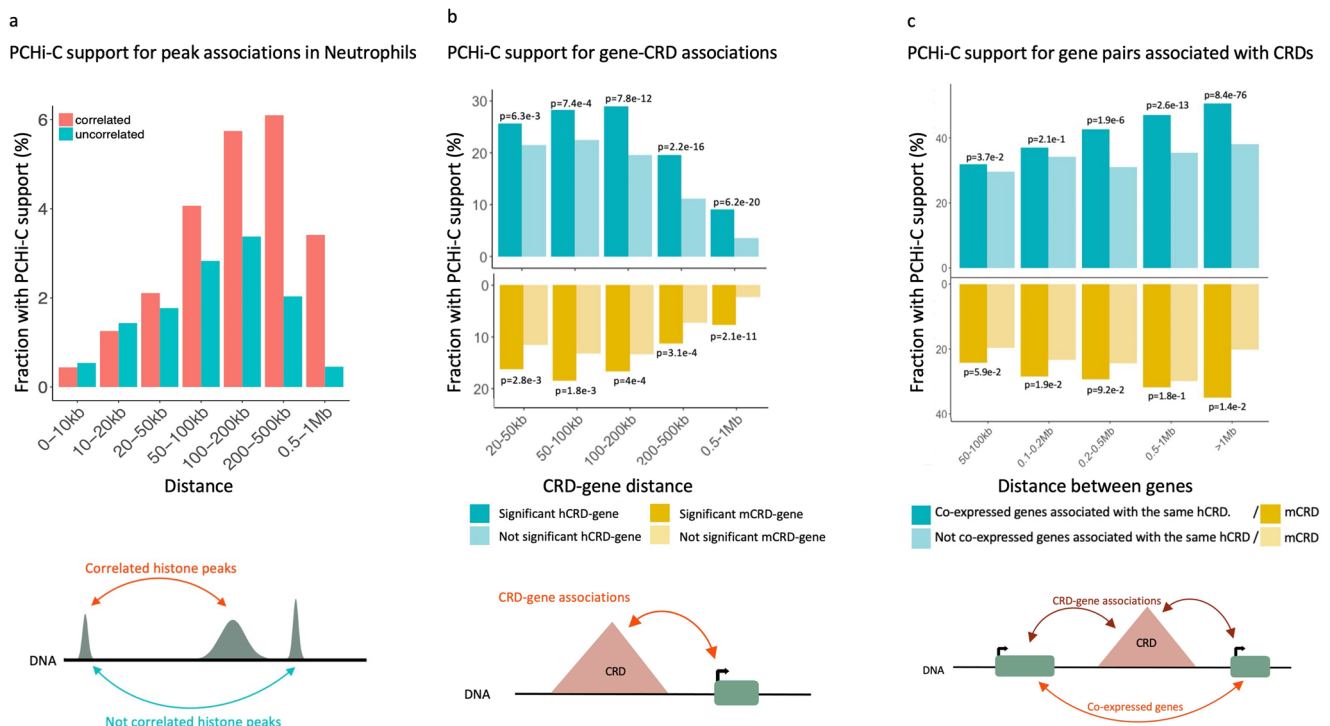 a
PCHi-C support for peak associations in Neutrophils
Fraction with PCHi-C support (%)
correlated
uncorrelated
6
4
2
0
0−10kb
10−20kb
20−50kb
50−100kb
100−200kb
200−500kb
0.5−1Mb
Distance
Correlated histone peaks
DNA
Not correlated histone peaks
b
PCHi-C support for gene-CRD associations
Fraction with PCHi-C support (%)
30
20
10
0
p=6.3e-3
p=7.4e-4
p=7.8e-12
p=2.2e-16
p=6.2e-20
0
10
20
p=2.8e-3
p=1.8e-3
p=4e-4
p=3.1e-4
p=2.1e-11
20-50kb
50-100kb
100-200kb
200-500kb
0.5-1Mb
CRD-gene distance
Significant hCRD-gene
Significant mCRD-gene
Not significant hCRD-gene
Not significant mCRD-gene
CRD-gene associations
CRD
DNA
c
PCHi-C support for gene pairs associated with CRDs
Fraction with PCHi-C support (%)
40
20
0
p=3.7e-2
p=2.1e-1
p=1.9e-6
p=2.6e-13
p=8.4e-76
0
20
40
p=5.9e-2
p=1.9e-2
p=9.2e-2
p=1.8e-1
p=1.4e-2
50-100kb
0.1-0.2Mb
0.2-0.5Mb
0.5-1Mb
>1Mb
Distance between genes
Co-expressed genes associated with the same hCRD. / mCRD
Not co-expressed genes associated with the same hCRD / mCRD
CRD-gene associations
CRD
DNA
Co-expressed genes